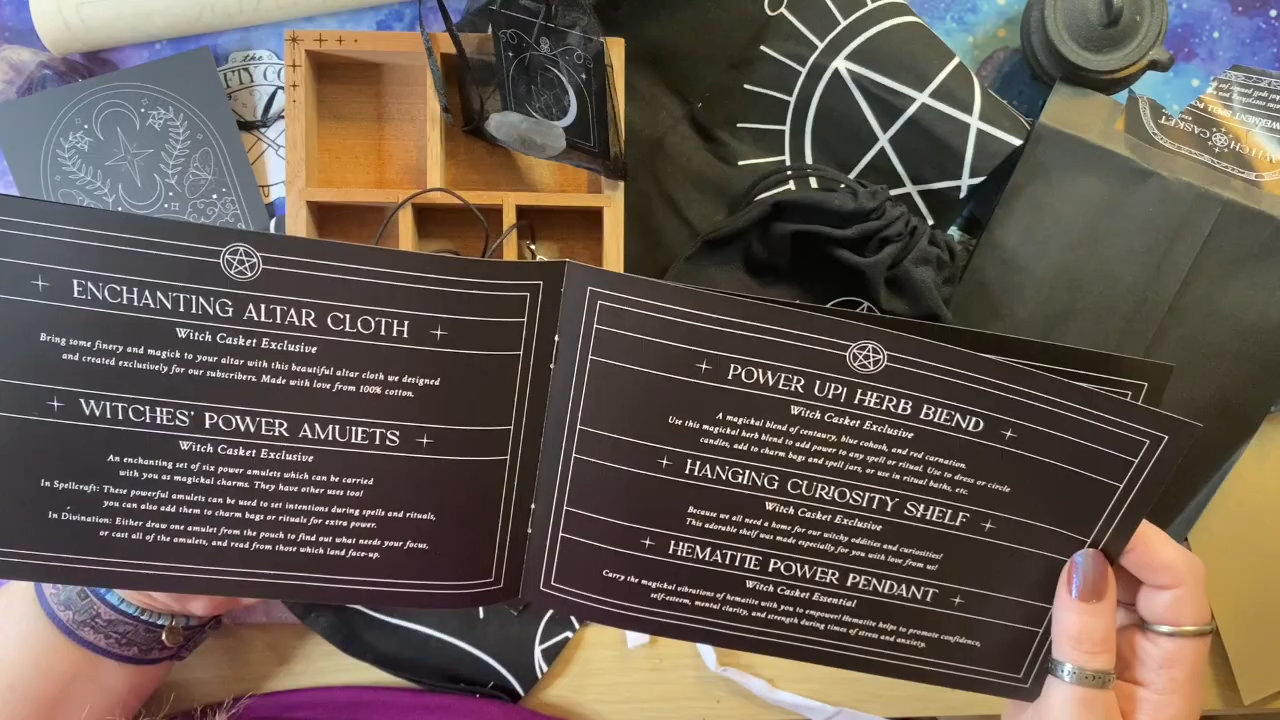 the
FTY CO
WITCH CASKET
ENCHANTING ALTAR CLOTH
Witch Casket Exclusive
Bring some finery and magick to your altar with this beautiful altar cloth we designed
and created exclusively for our subscribers. Made with love from 100% cotton.
WITCHES' POWER AMULETS
Witch Casket Exclusive
An enchanting set of six power amulets which can be carried
with you as magickal charms. They have other uses too!
In Spellcraft: These powerful amulets can be used to set intentions during spells and rituals,
you can also add them to charm bags or rituals for extra power.
In Divination: Either draw one amulet from the pouch to find out what needs your focus,
or cast all of the amulets, and read from those which land face-up.
POWER UP! HERB BLEND
Witch Casket Exclusive
A magickal blend of centaury, blue cohosh, and red carnation.
Use this magickal herb blend to add power to any spell or ritual. Use to dress or circle
candles, add to charm bags and spell jars, or use in ritual baths, etc.
HANGING CURIOSITY SHELF
Witch Casket Exclusive
Because we all need a home for our witchy oddities and curiosities!
This adorable shelf was made especially for you with love from us!
HEMATITE POWER PENDANT
Witch Casket Essential
Carry the magickal vibrations of hematite with you to empower! Hematite helps to promote confidence,
self-esteem, mental clarity, and strength during times of stress and anxiety.